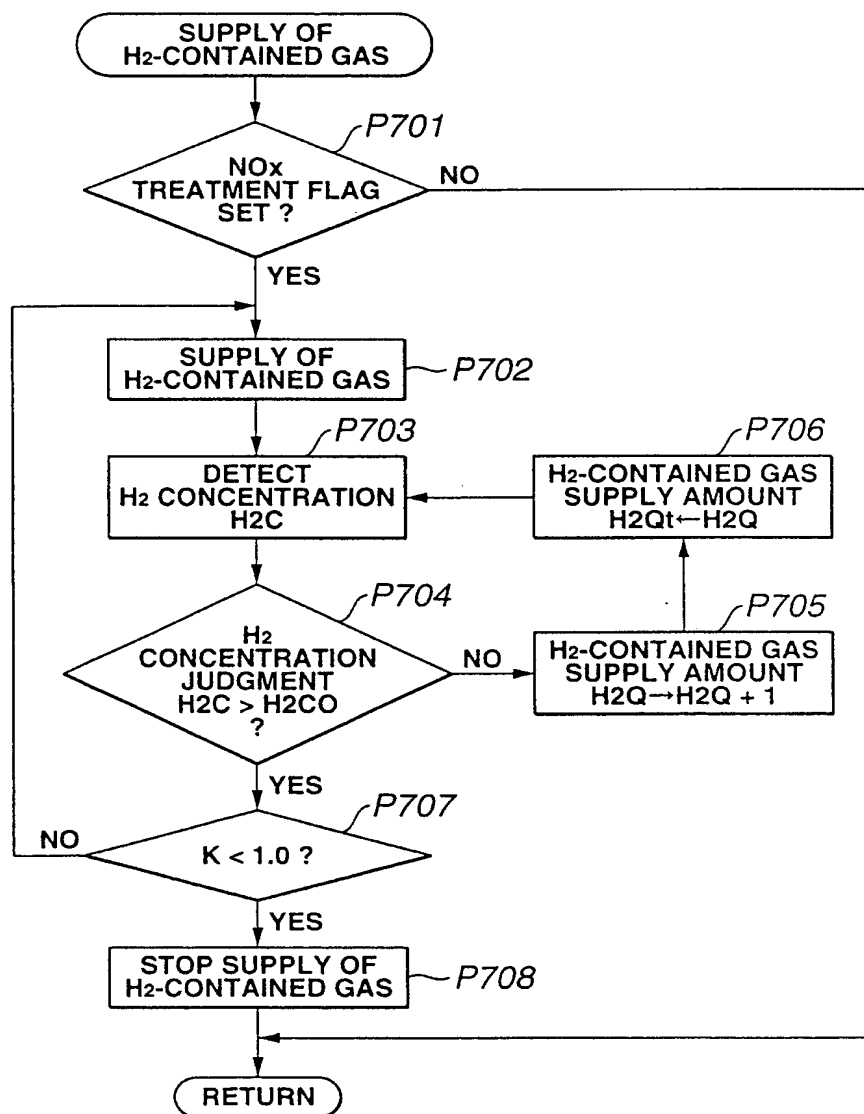 SUPPLY OF
H2-CONTAINED GAS
P701
NOx
TREATMENT FLAG
SET ?
NO
YES
SUPPLY OF
H2-CONTAINED GAS
P702
P703
DETECT
H2 CONCENTRATION
H2C
P706
H2-CONTAINED GAS
SUPPLY AMOUNT
H2Qt←H2Q
P704
H2
CONCENTRATION
JUDGMENT
H2C > H2CO
?
NO
P705
H2-CONTAINED GAS
SUPPLY AMOUNT
H2Q→H2Q + 1
YES
P707
NO
K < 1.0 ?
YES
STOP SUPPLY OF
H2-CONTAINED GAS
P708
RETURN